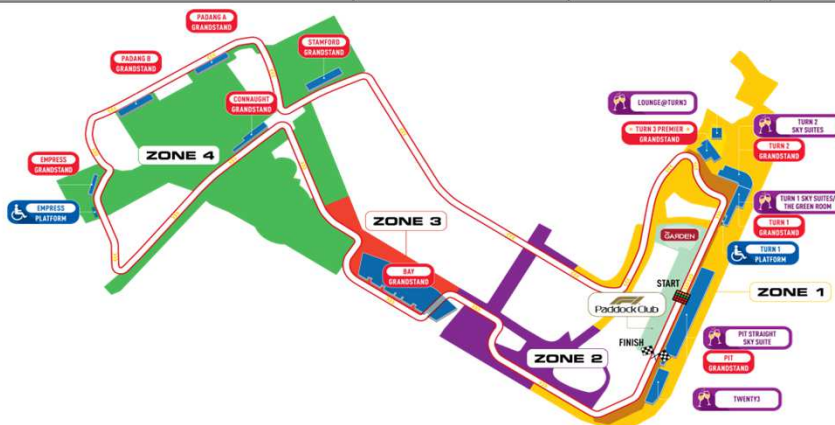 PADANG A
GRANDSTAND
PADANG B
GRANDSTAND
STAMFORD
GRANDSTAND
CONNAUGHT
GRANDSTAND
ZONE 4
EMPRESS
GRANDSTAND
EMPRESS
PLATFORM
ZONE 3
BAY
GRANDSTAND
ZONE 2
LOUNGE@TURN3
TURN 3 PREMIER
GRANDSTAND
TURN 2
SKY SUITES
TURN 2
GRANDSTAND
TURN 1 SKY SUITES/
THE GREEN ROOM
TURN 1
GRANDSTAND
TURN 1
PLATFORM
GARDEN
START
ZONE 1
F1
Paddock Club
FINISH
PIT STRAIGHT
SKY SUITE
PIT
GRANDSTAND
TWENTY3